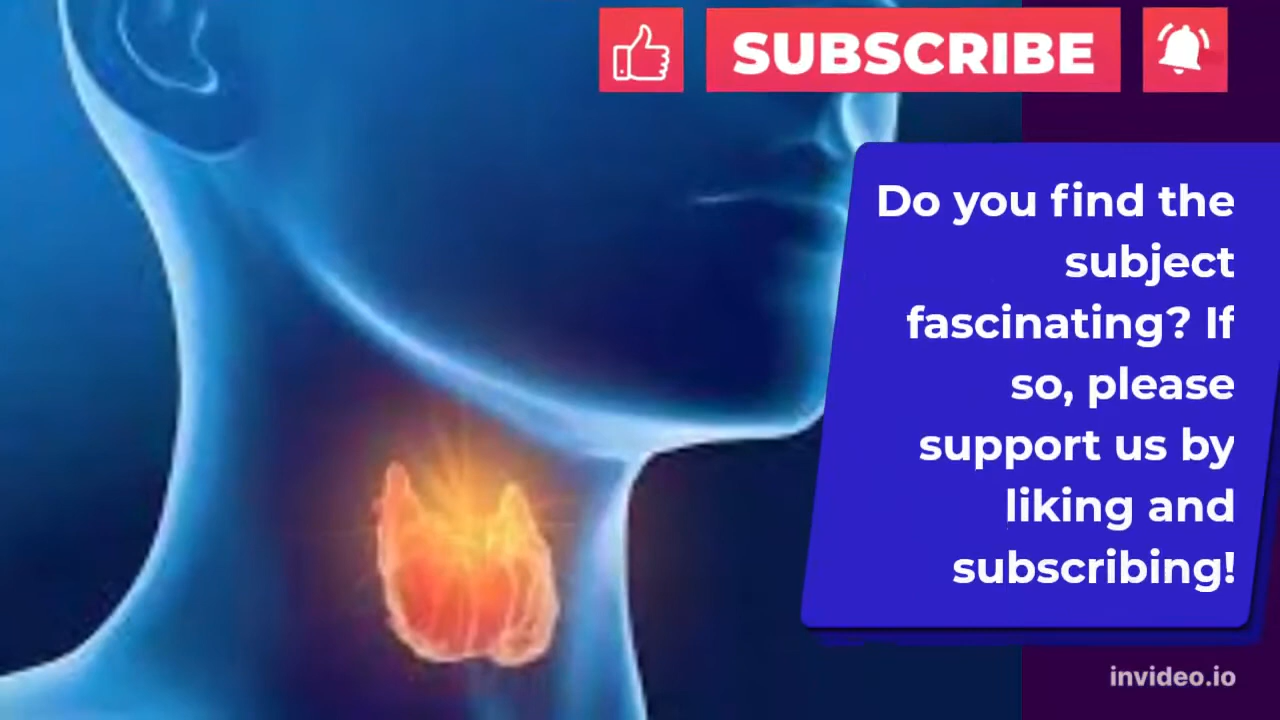 SUBSCRIBE
Do you find the
subject
fascinating? If
so, please
support us by
liking and
subscribing!
invideo.io